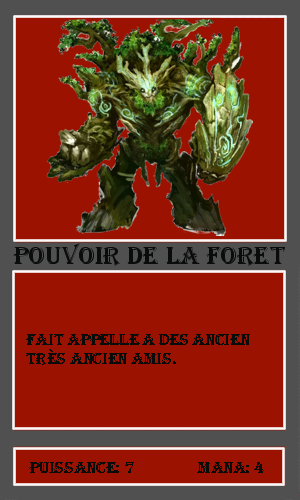 POUVOIR DE LA FORET
FAIT APPELLE A DES ANCIEN
TRÈS ANCIEN AMIS.
PUISSANCE: 7 MANA: 4